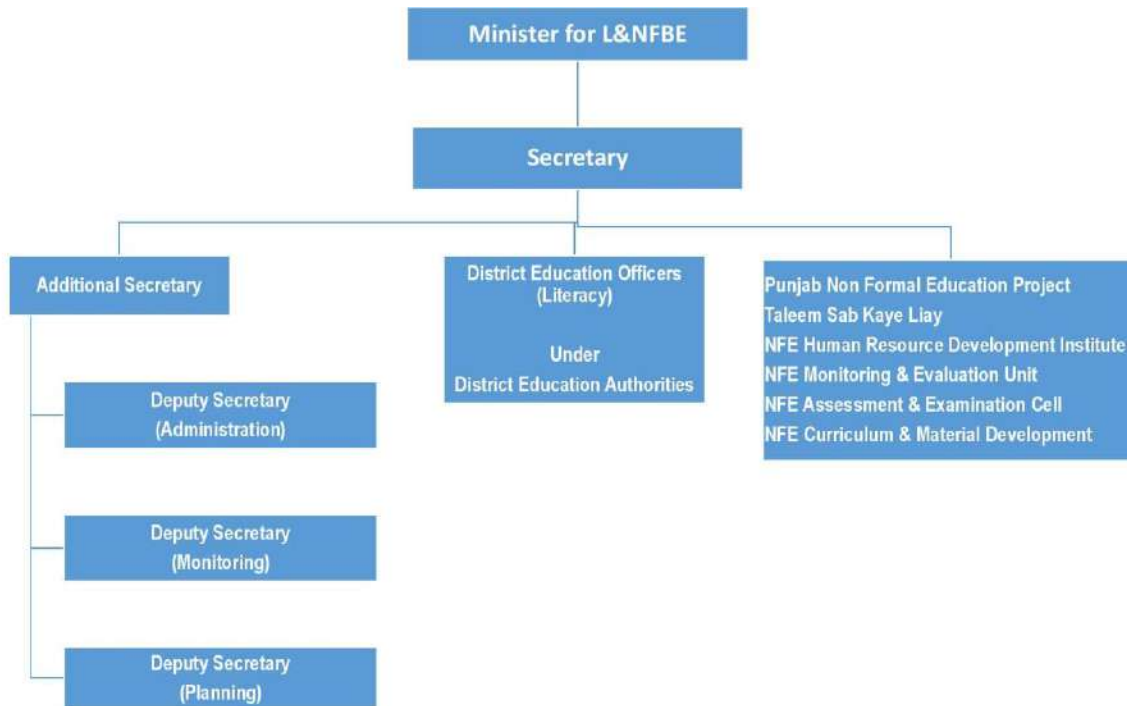 Minister for L&NFBE
Secretary
Additional Secretary
District Education Officers
(Literacy)
Under
District Education Authorities
Punjab Non Formal Education Project
Taleem Sab Kaye Liay
NFE Human Resource Development Institute
NFE Monitoring & Evaluation Unit
NFE Assessment & Examination Cell
NFE Curriculum & Material Development
Deputy Secretary
(Administration)
Deputy Secretary
(Monitoring)
Deputy Secretary
(Planning)